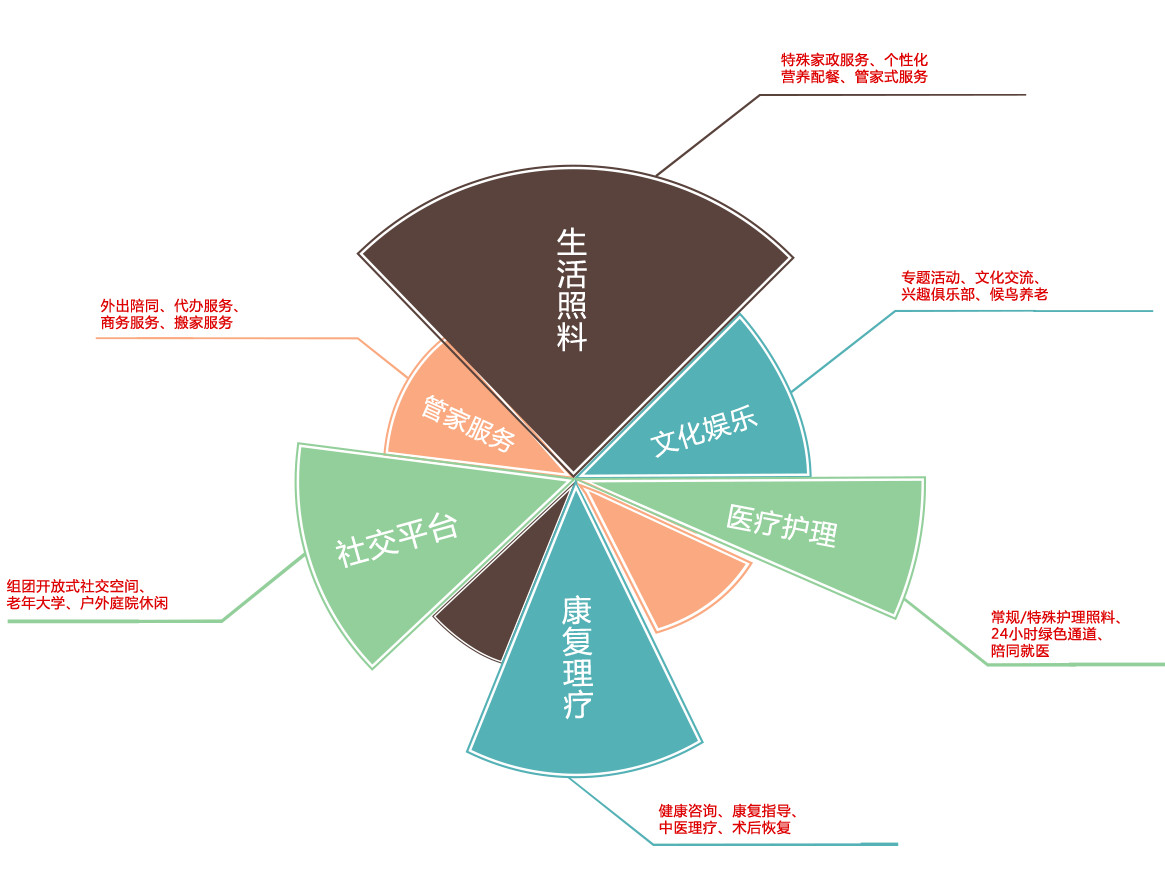 特殊家政服务、个性化
营养配餐、管家式服务
生活照料
专题活动、文化交流、
兴趣俱乐部、候鸟养老
外出陪同、代办服务、
商务服务、搬家服务
管家服务
文化娱乐
社交平台
医疗护理
组团开放式社交空间、
老年大学、户外庭院休闲
康复理疗
常规/特殊护理照料、
24小时绿色通道、
陪同就医
健康咨询、康复指导、
中医理疗、术后恢复